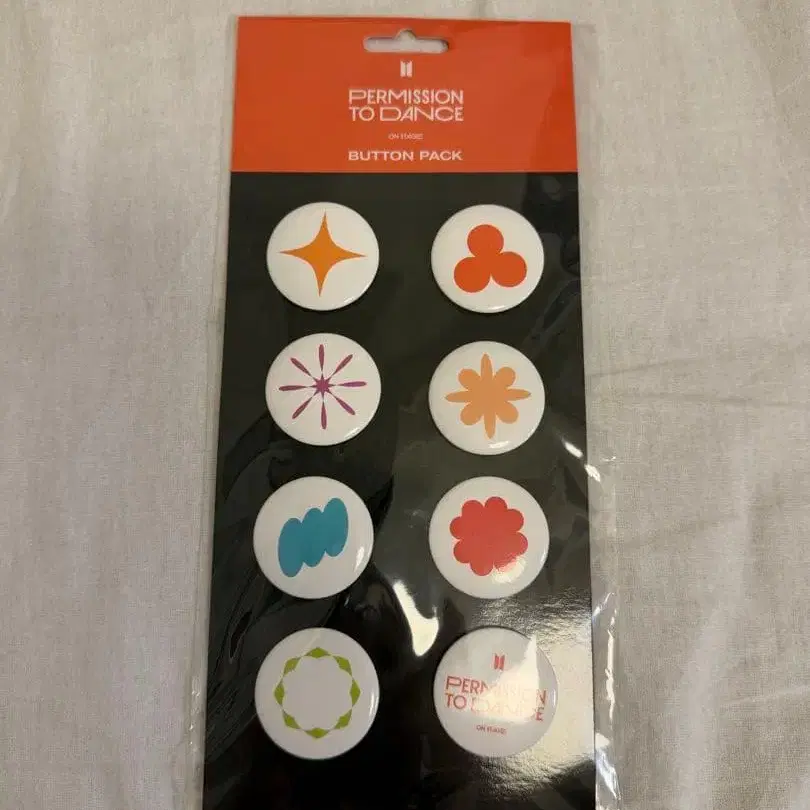 PERMISSION
TO DANCE
ON STAGE
BUTTON PACK
PERMISSION
TO DANCE
ON STAGE